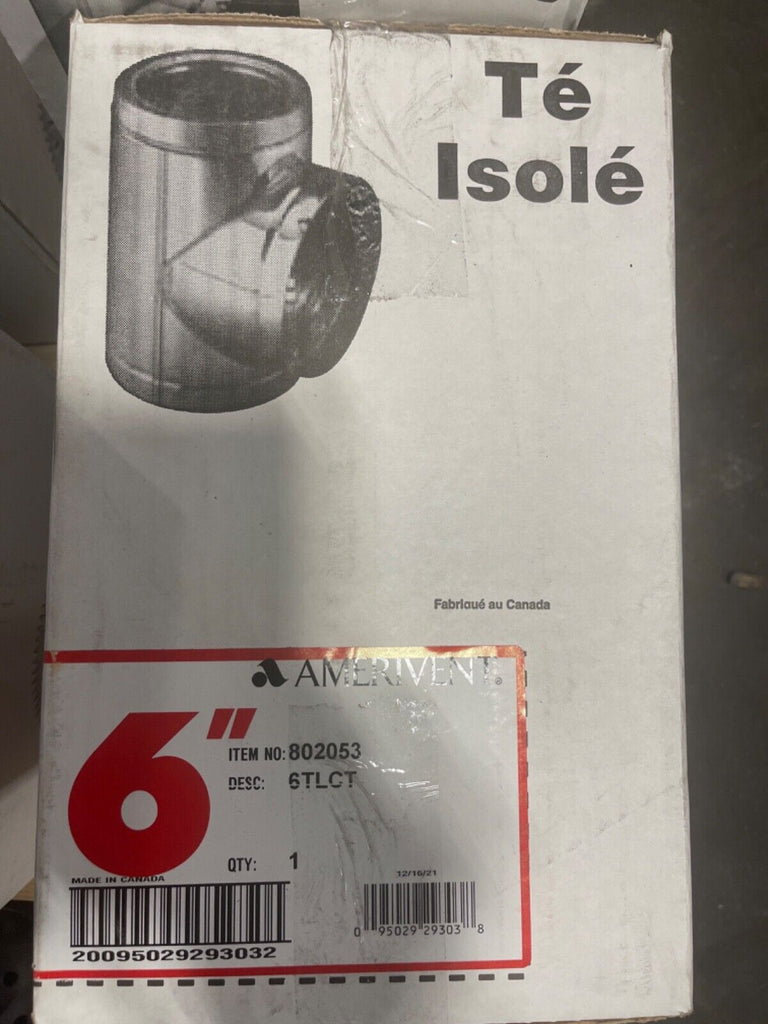 Té
Isolé
Fabriqué au Canada
AMERIVENT®
6"
ITEM NO: 802053
DESC: 6TLCT
QTY: 1
MADE IN CANADA
12/16/21
20095029293032
0 95029 29303 8